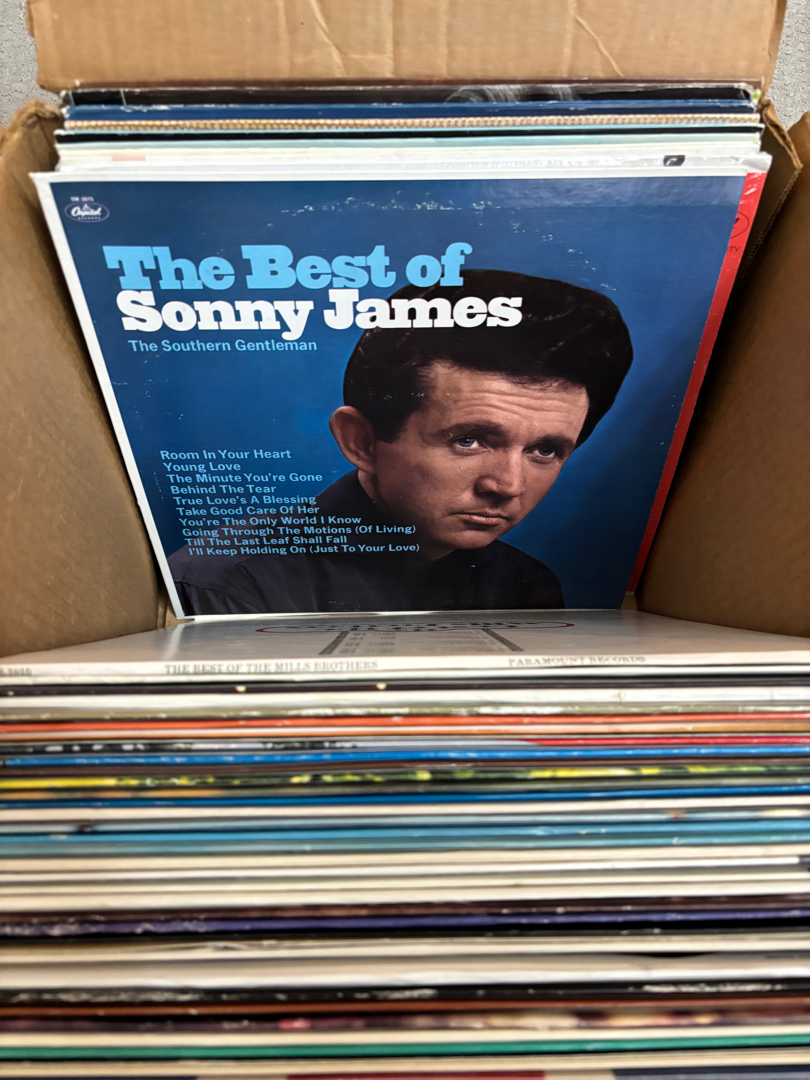 Capitol
The Best of
Sonny James
The Southern Gentleman
Room In Your Heart
Young Love
The Minute You're Gone
Behind The Tear
True Love's A Blessing
Take Good Care Of Her
You're The Only World I Know
Going Through The Motions (Of Living)
Till The Last Leaf Shall Fall
I'll Keep Holding On (Just To Your Love)
THE BEST OF THE MILLS BROTHERS PARAMOUNT RECORDS